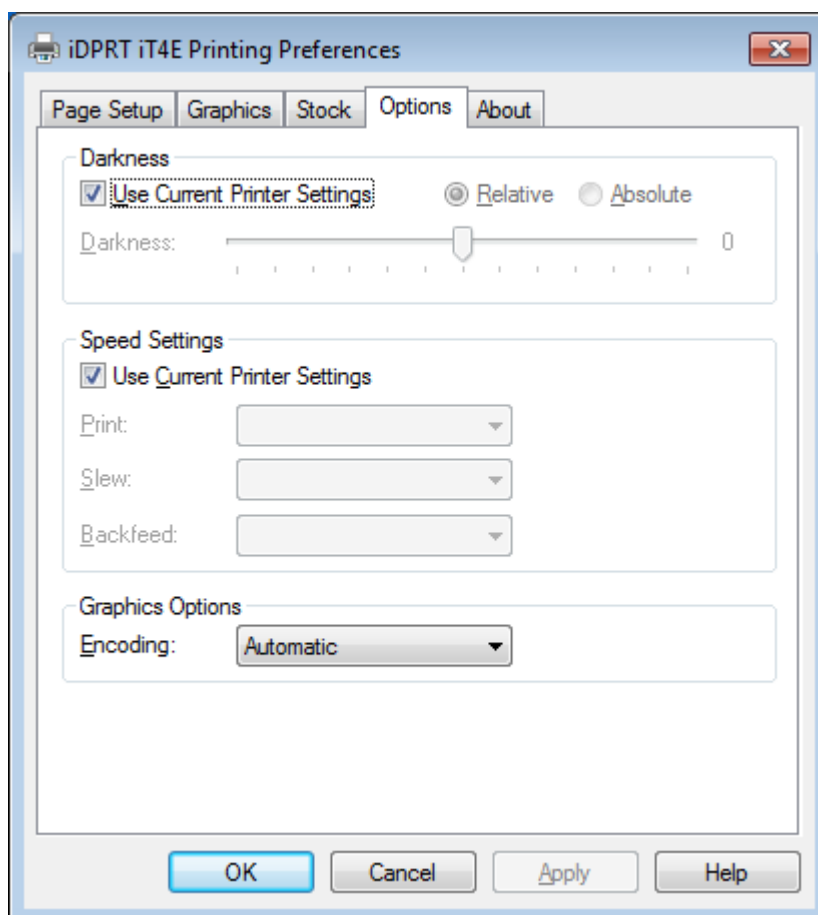 iDPRT iT4E Printing Preferences
Page Setup Graphics Stock Options About
Darkness
Use Current Printer Settings Relative Absolute
Darkness: 0
Speed Settings
Use Current Printer Settings
Print:
Slew:
Backfeed:
Graphics Options
Encoding: Automatic
OK Cancel Apply Help